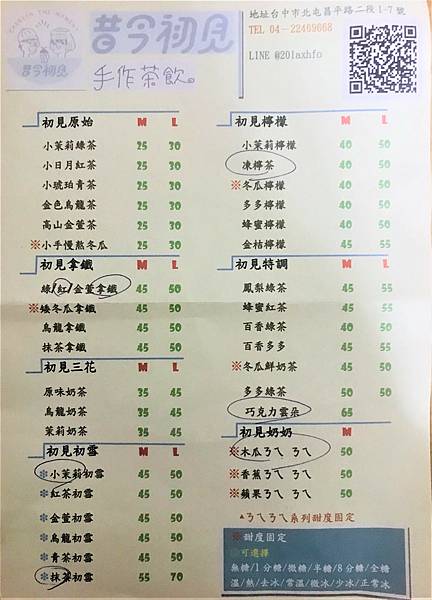 昔今初見
昔今初見
手作茶飲。
地址台中市北屯昌平路二段1-7號
TEL 04-22469668
LINE @201axhfo
初見原始 M L
小茉莉綠茶 25 30
小日月紅茶 25 30
小琥珀青茶 25 30
金色烏龍茶 25 30
高山金萱茶 25 30
※小手慢熬冬瓜 25 30
初見拿鐵 M L
綠/紅/金萱拿鐵 45 50
※矮冬瓜拿鐵 45 50
烏龍拿鐵 45 50
抹茶拿鐵 45 50
初見三花 M L
原味奶茶 35 45
烏龍奶茶 35 45
茉莉奶茶 35 45
初見初雪 M L
❄小茉莉初雪 45 50
❄紅茶初雪 45 50
❄金萱初雪 45 50
❄烏龍初雪 45 50
❄青茶初雪 45 50
❄抹茶初雪 55 70
初見檸檬 M L
小茉莉檸檬 40 50
凍檸茶 40 50
※冬瓜檸檬 40 50
多多檸檬 40 50
蜂蜜檸檬 40 50
金桔檸檬 45 55
初見特調 M L
鳳梨綠茶 45 55
蜂蜜紅茶 45 55
百香綠茶 40 50
百香多多 45 55
※冬瓜鮮奶茶 45 50
多多綠茶 50 50
巧克力雲朵 65
初見奶奶 M
※木瓜ㄋㄟ ㄋㄟ 50
※香蕉ㄋㄟ ㄋㄟ 50
※蘋果ㄋㄟ ㄋㄟ 50
▲ㄋㄟㄋㄟ系列甜度固定
※甜度固定
可選擇
無糖/1分糖/微糖/半糖/8分糖/全糖
溫/熱/去冰/常溫/微冰/少冰/正常冰